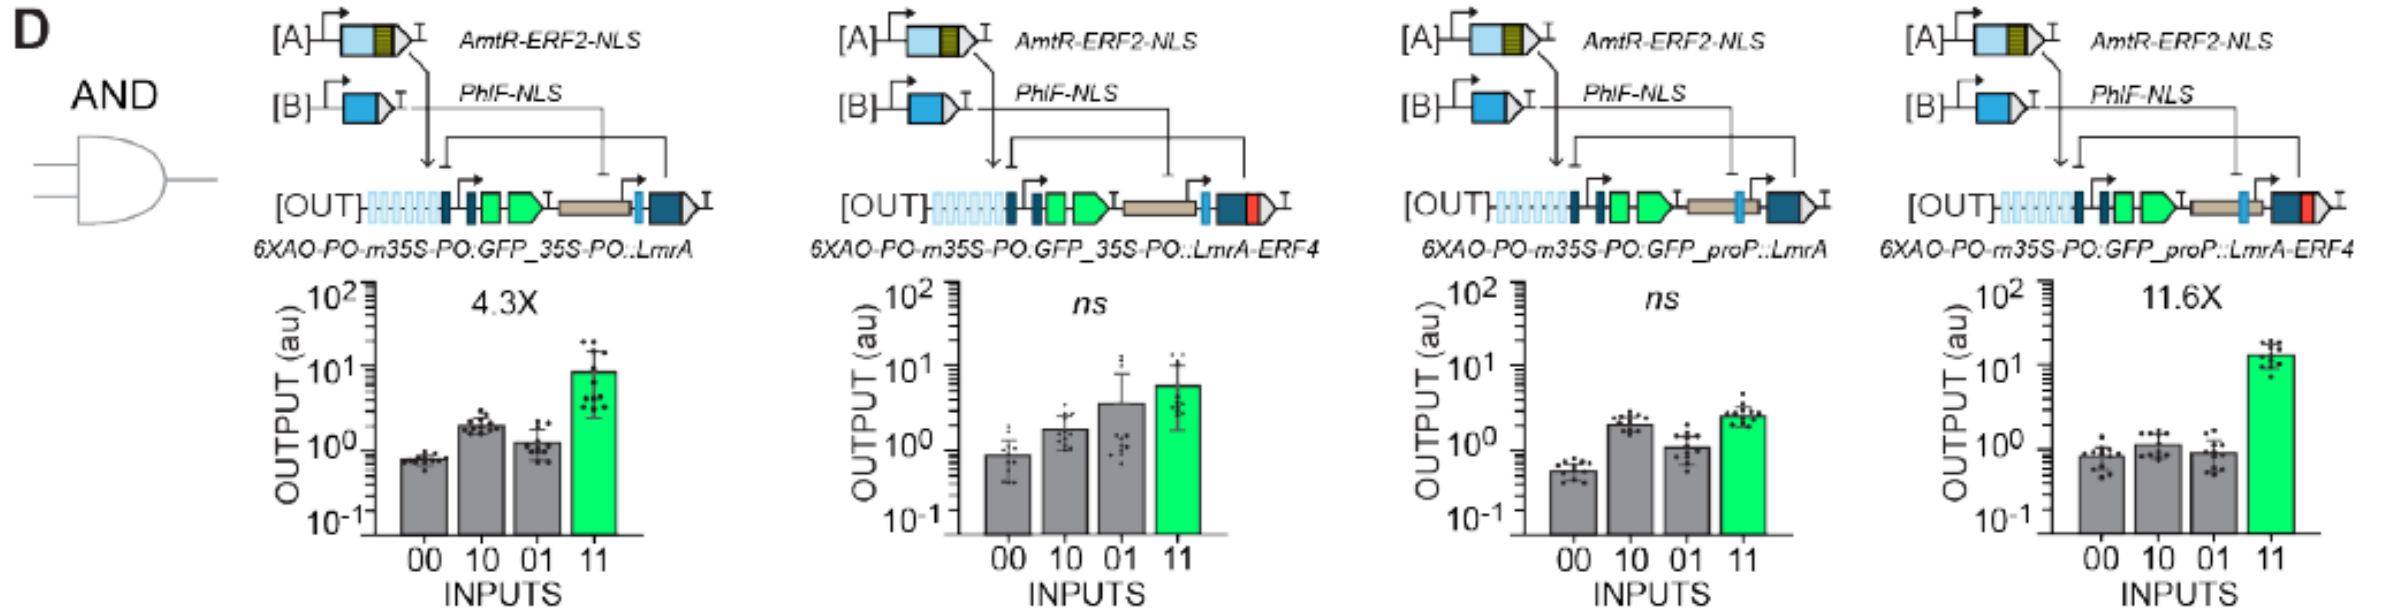 D
AND
[A] AmtR-ERF2-NLS
[B] PhlF-NLS
[OUT]
6XAO-PO-m35S-PO:GFP_35S-PO::LmrA
4.3X
OUTPUT (au)
10² 
10¹
10⁰
10⁻¹
00 10 01 11
INPUTS
[A] AmtR-ERF2-NLS
[B] PhlF-NLS
[OUT]
6XAO-PO-m35S-PO:GFP_35S-PO::LmrA-ERF4
ns
OUTPUT (au)
10²
10¹
10⁰
10⁻¹
00 10 01 11
INPUTS
[A] AmtR-ERF2-NLS
[B] PhlF-NLS
[OUT]
6XAO-PO-m35S-PO:GFP_proP::LmrA
ns
OUTPUT (au)
10²
10¹
10⁰
10⁻¹
00 10 01 11
INPUTS
[A] AmtR-ERF2-NLS
[B] PhlF-NLS
[OUT]
6XAO-PO-m35S-PO:GFP_proP::LmrA-ERF4
11.6X
OUTPUT (au)
10²
10¹
10⁰
10⁻¹
00 10 01 11
INPUTS